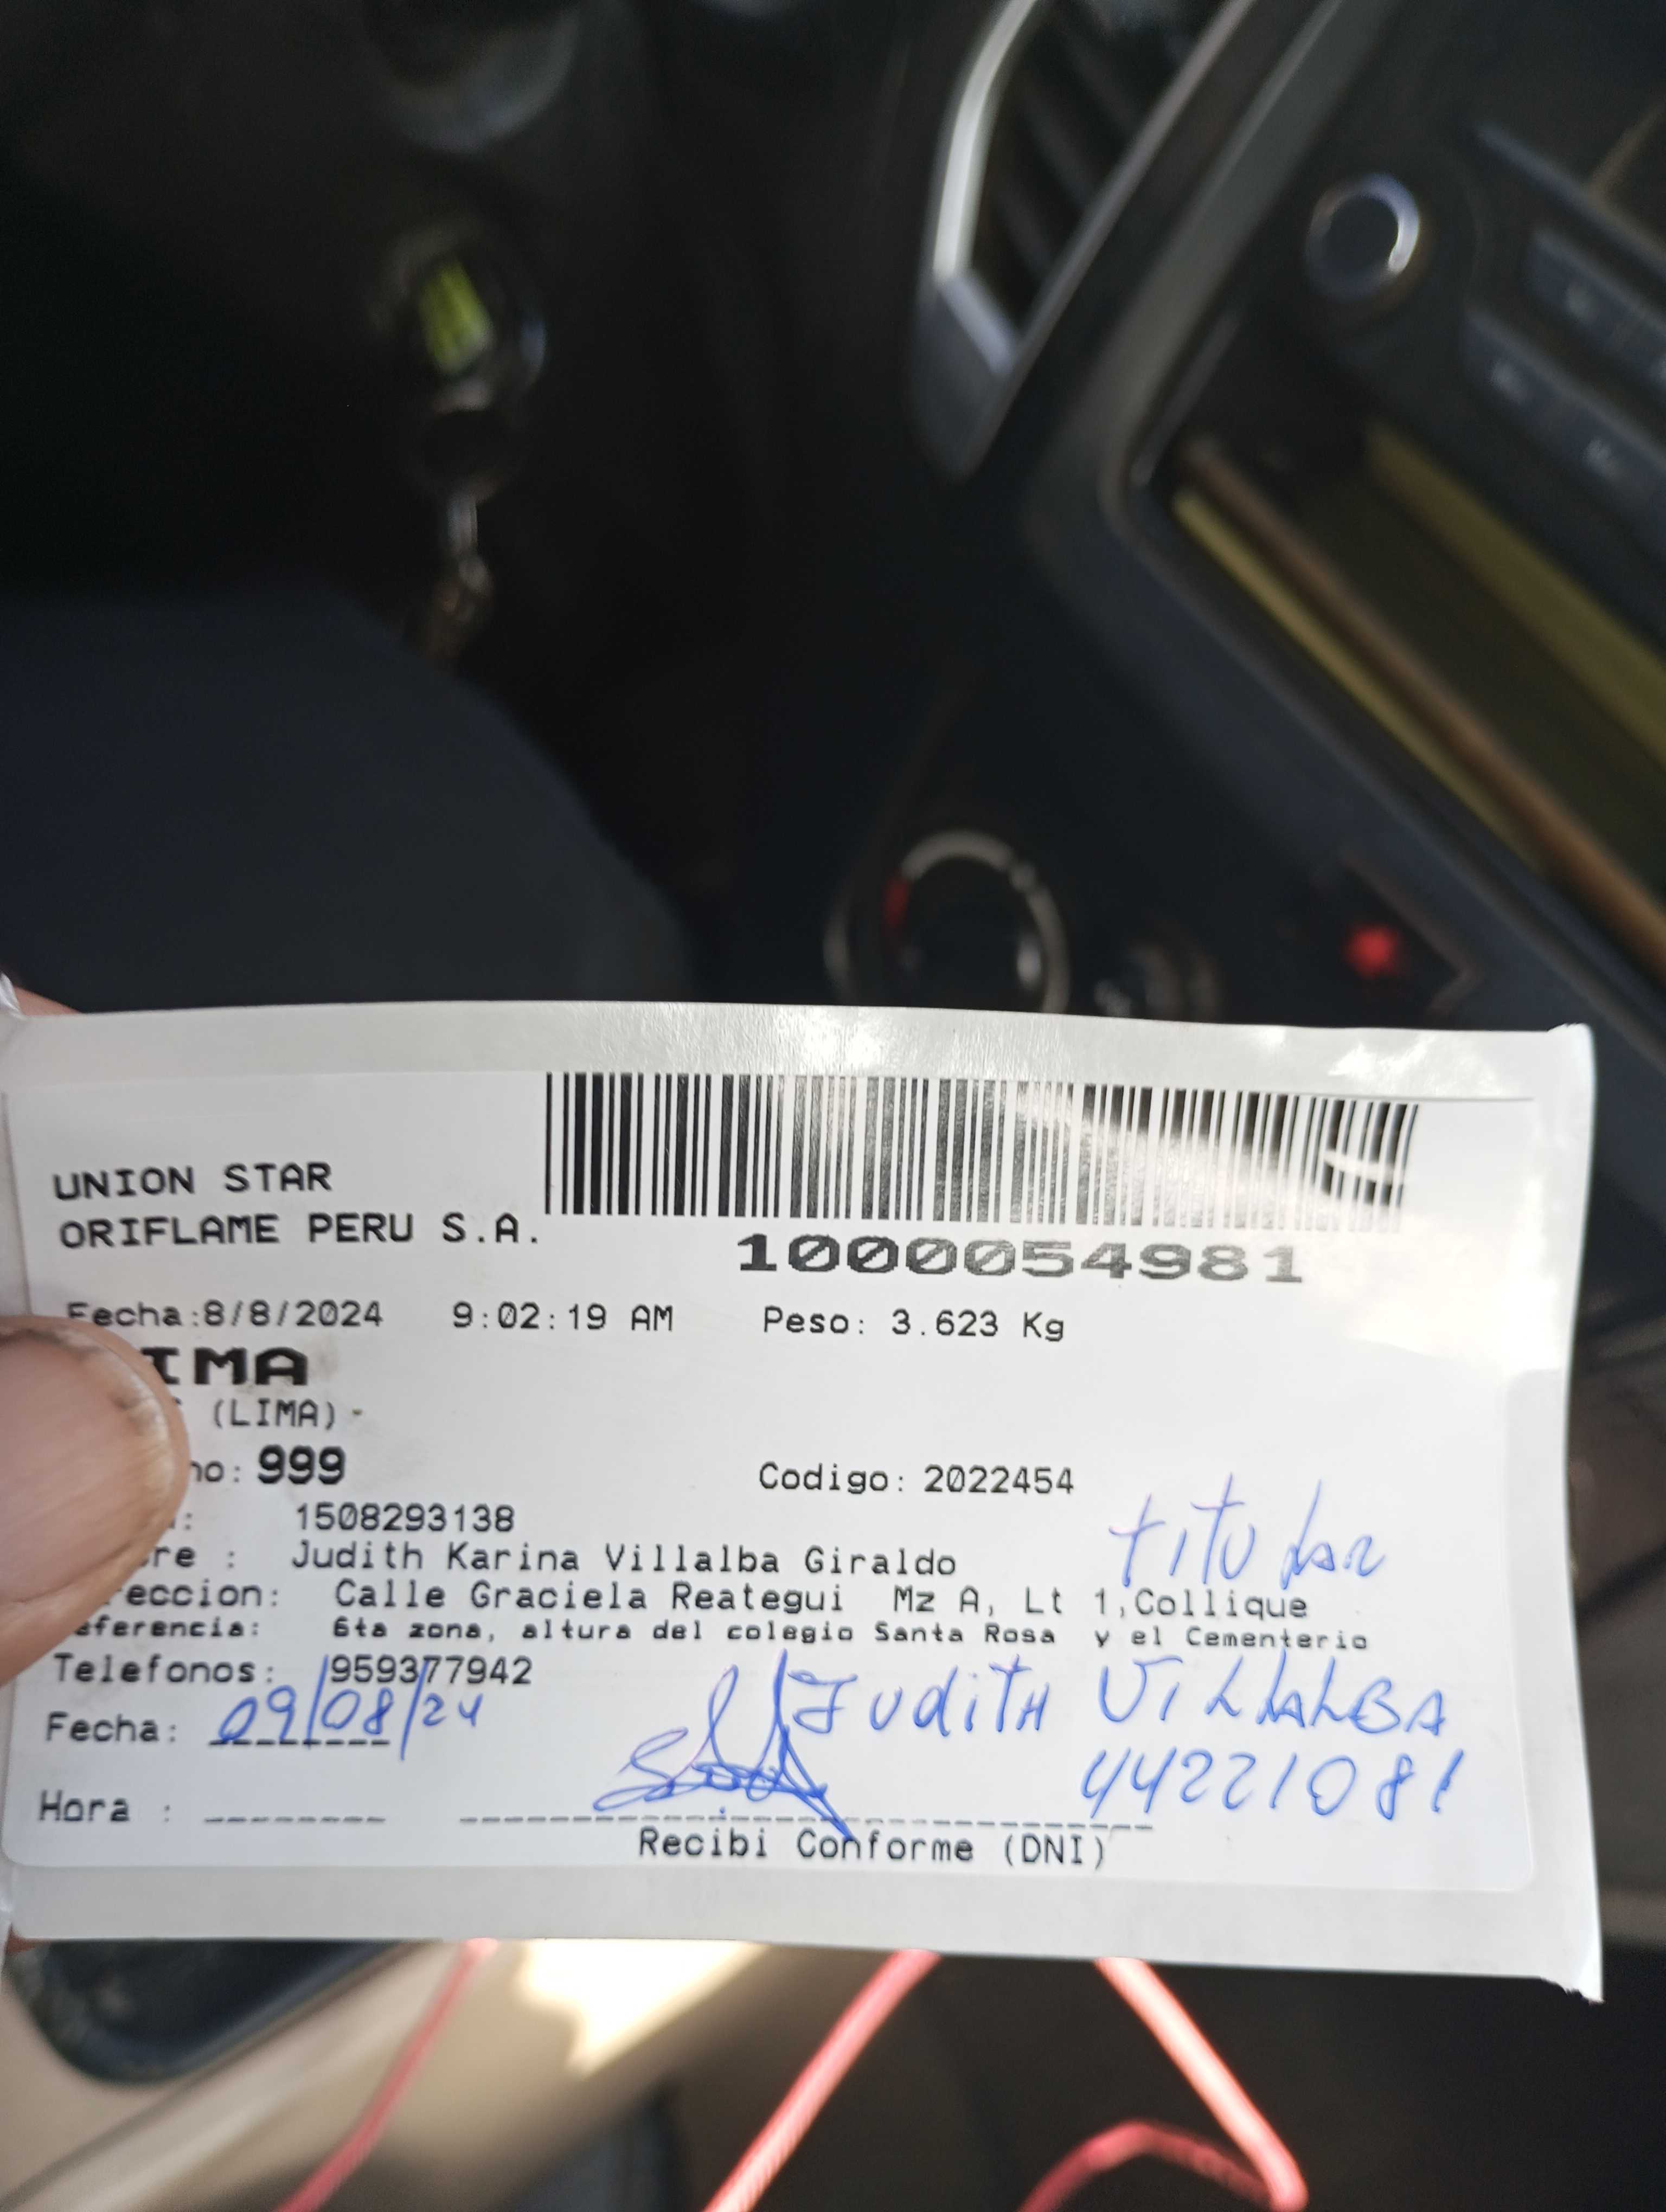 UNION STAR
ORIFLAME PERU S.A.
1000054981
Fecha:8/8/2024 9:02:19 AM Peso: 3.623 Kg
IMA
(LIMA)
no: 999 Codigo: 2022454
: 1508293138
titular
re : Judith Karina Villalba Giraldo
eccion: Calle Graciela Reategui Mz A, Lt 1,Collique
eferencia: 6ta zona, altura del colegio Santa Rosa y el Cementerio
Telefonos: 959377942
Judith Villalba
Fecha: 09/08/24
44221081
Hora :
Recibi Conforme (DNI)